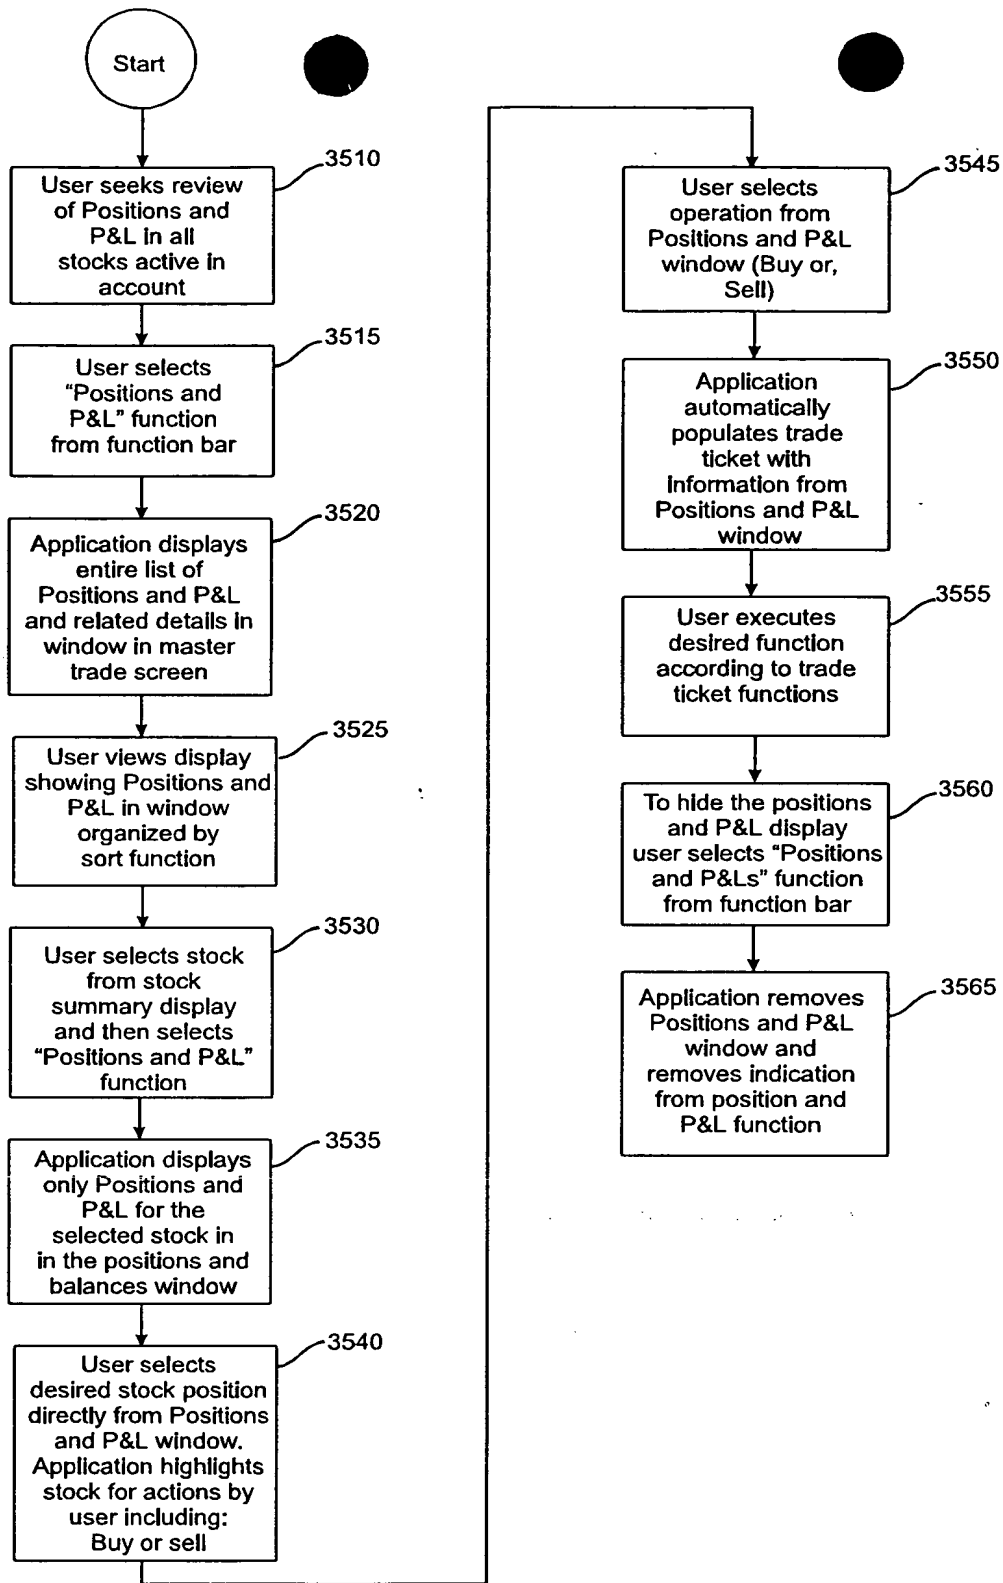 Start
3510
User seeks review
of Positions and
P&L in all
stocks active in
account
3515
User selects
“Positions and
P&L” function
from function bar
3520
Application displays
entire list of
Positions and P&L
and related details in
window in master
trade screen
3525
User views display
showing Positions and
P&L in window
organized by
sort function
3530
User selects stock
from stock
summary display
and then selects
“Positions and P&L”
function
3535
Application displays
only Positions and
P&L for the
selected stock in
in the positions and
balances window
3540
User selects
desired stock position
directly from Positions
and P&L window.
Application highlights
stock for actions by
user including:
Buy or sell
3545
User selects
operation from
Positions and P&L
window (Buy or,
Sell)
3550
Application
automatically
populates trade
ticket with
information from
Positions and P&L
window
3555
User executes
desired function
according to trade
ticket functions
3560
To hide the positions
and P&L display
user selects “Positions
and P&Ls” function
from function bar
3565
Application removes
Positions and P&L
window and
removes indication
from position and
P&L function